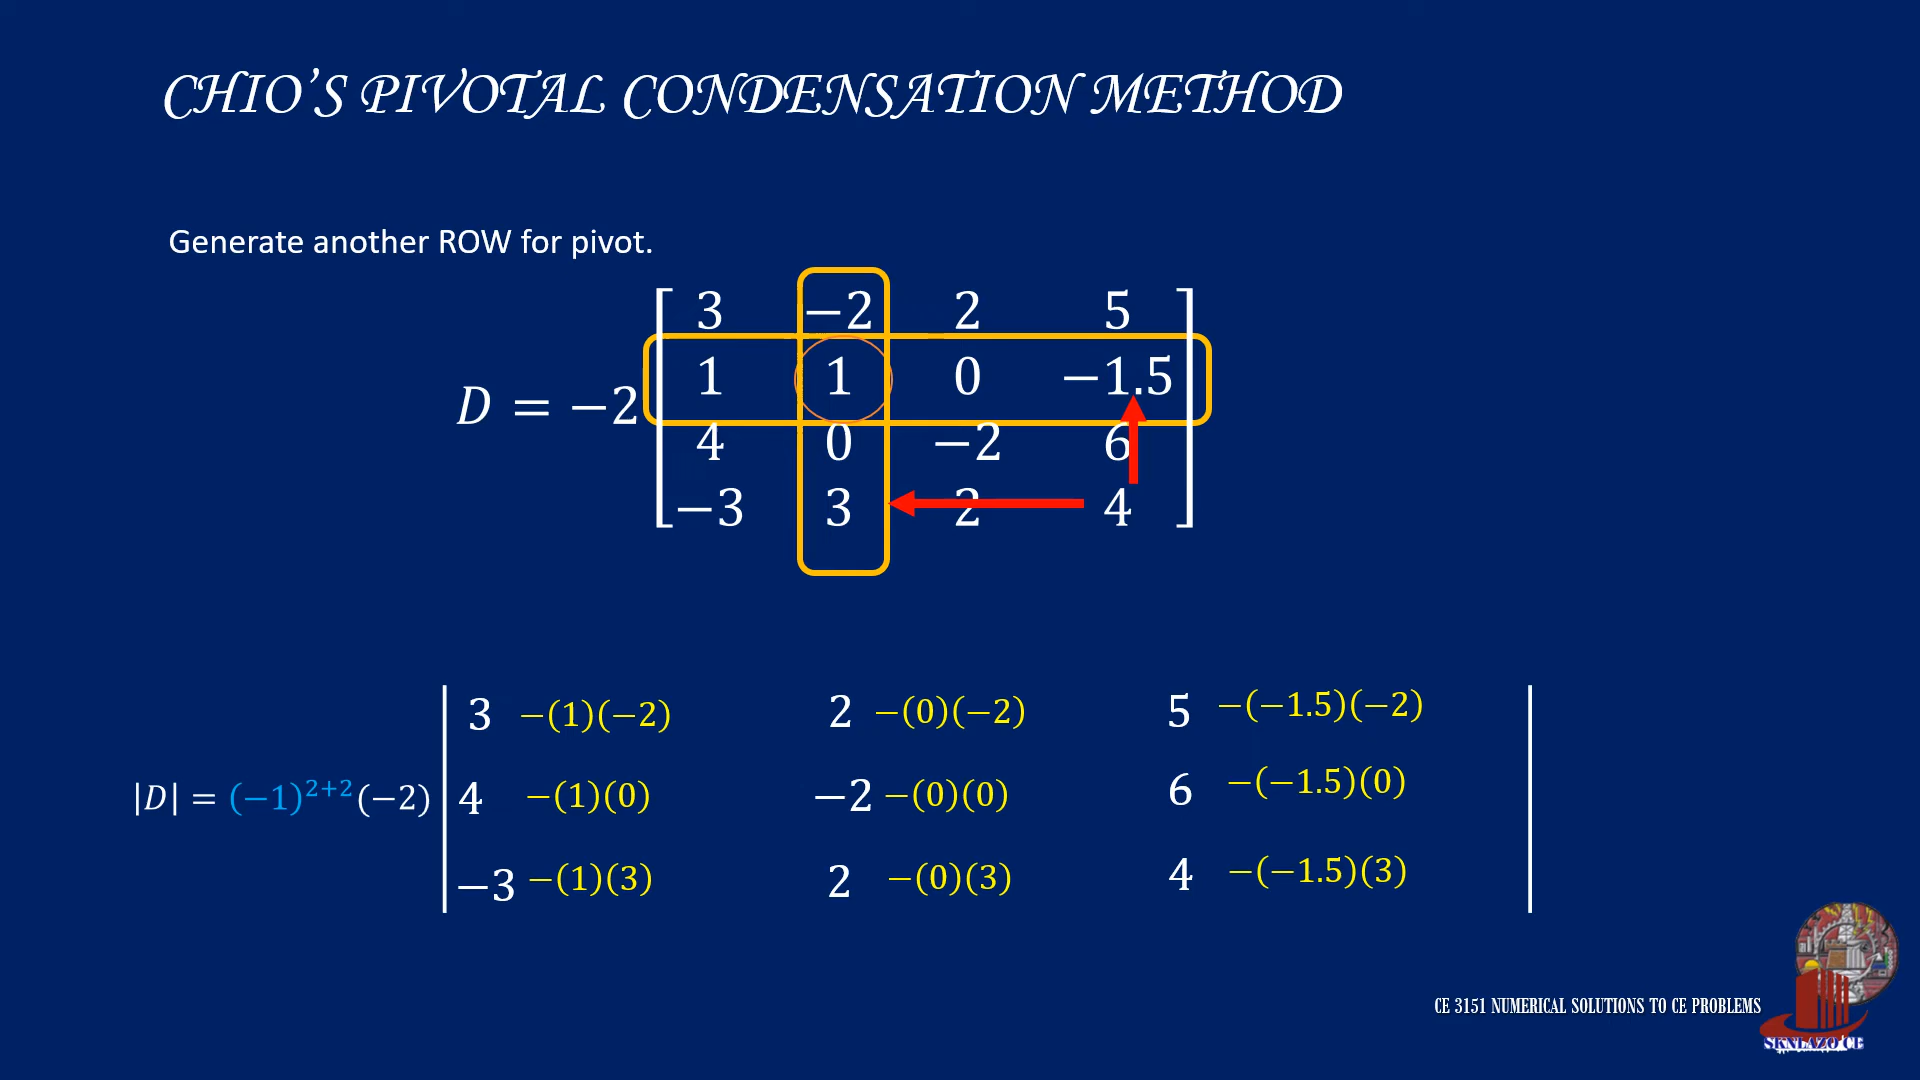 CHIO'S PIVOTAL CONDENSATION METHOD
Generate another ROW for pivot.
3 −2 2 5
1 1 0 −1.5
D = −2
4 0 −2 6
−3 3 2 4
3 −(1)(−2) 2 −(0)(−2) 5 −(−1.5)(−2)
|D| = (−1)²⁺²(−2) 4 −(1)(0) −2 −(0)(0) 6 −(−1.5)(0)
−3 −(1)(3) 2 −(0)(3) 4 −(−1.5)(3)
CE 3151 NUMERICAL SOLUTIONS TO CE PROBLEMS
SKNLAZO CE